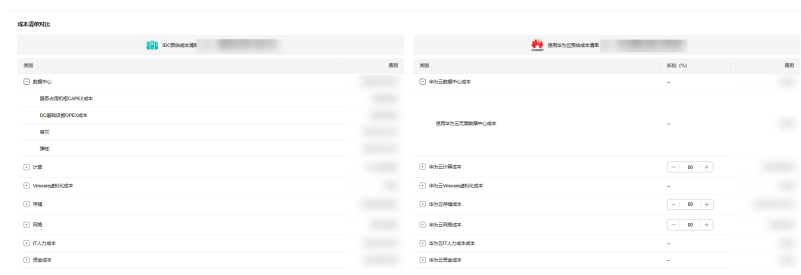 成本清单对比
IDC预估成本清单
使用华为云预估成本清单
类别 费用
类别 折扣（%） 费用
数据中心
华为云数据中心成本 --
服务占用机柜CAPEX成本
DC基础设施OPEX成本
容灾
弹性
使用华为云无需数据中心成本 --
计算
华为云计算成本 - 80 +
Vmware虚拟化成本
华为云Vmware虚拟化成本 --
存储
华为云存储成本 - 80 +
网络
华为云网络成本 - 80 +
IT人力成本
华为云IT人力成本成本 --
资金成本
华为云资金成本 --